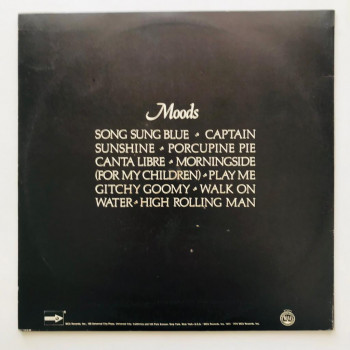 Moods
SONG SUNG BLUE • CAPTAIN
SUNSHINE • PORCUPINE PIE
CANTA LIBRE • MORNINGSIDE
(FOR MY CHILDREN) • PLAY ME
GITCHY GOOMY • WALK ON
WATER • HIGH ROLLING MAN